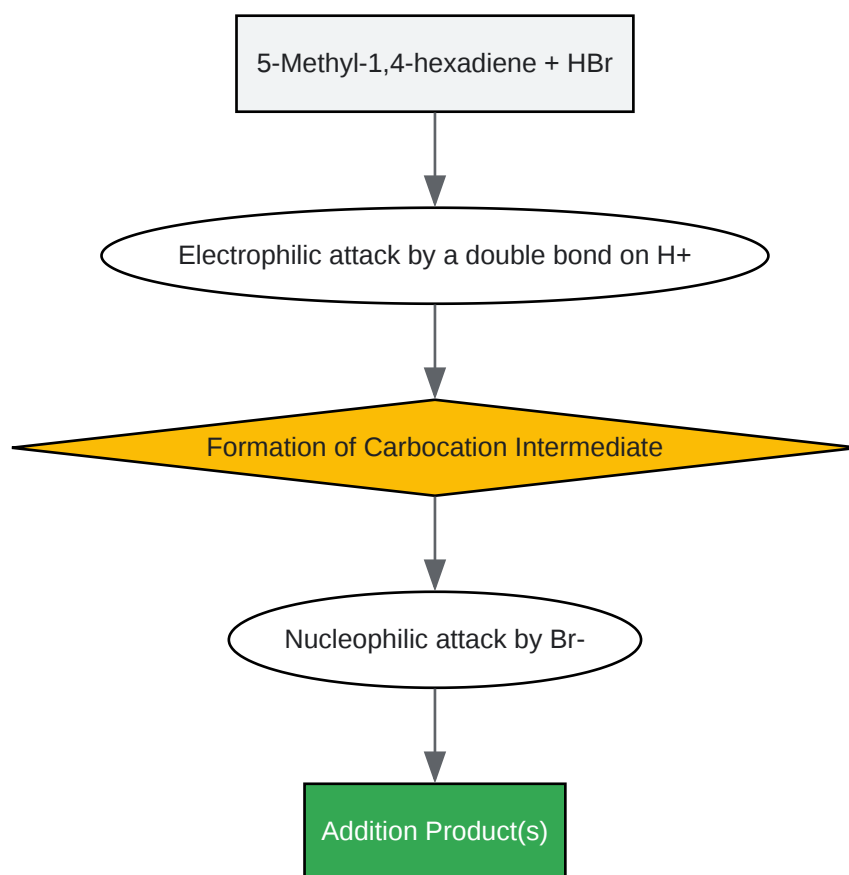 5-Methyl-1,4-hexadiene + HBr
Electrophilic attack by a double bond on H+
Formation of Carbocation Intermediate
Nucleophilic attack by Br-
Addition Product(s)